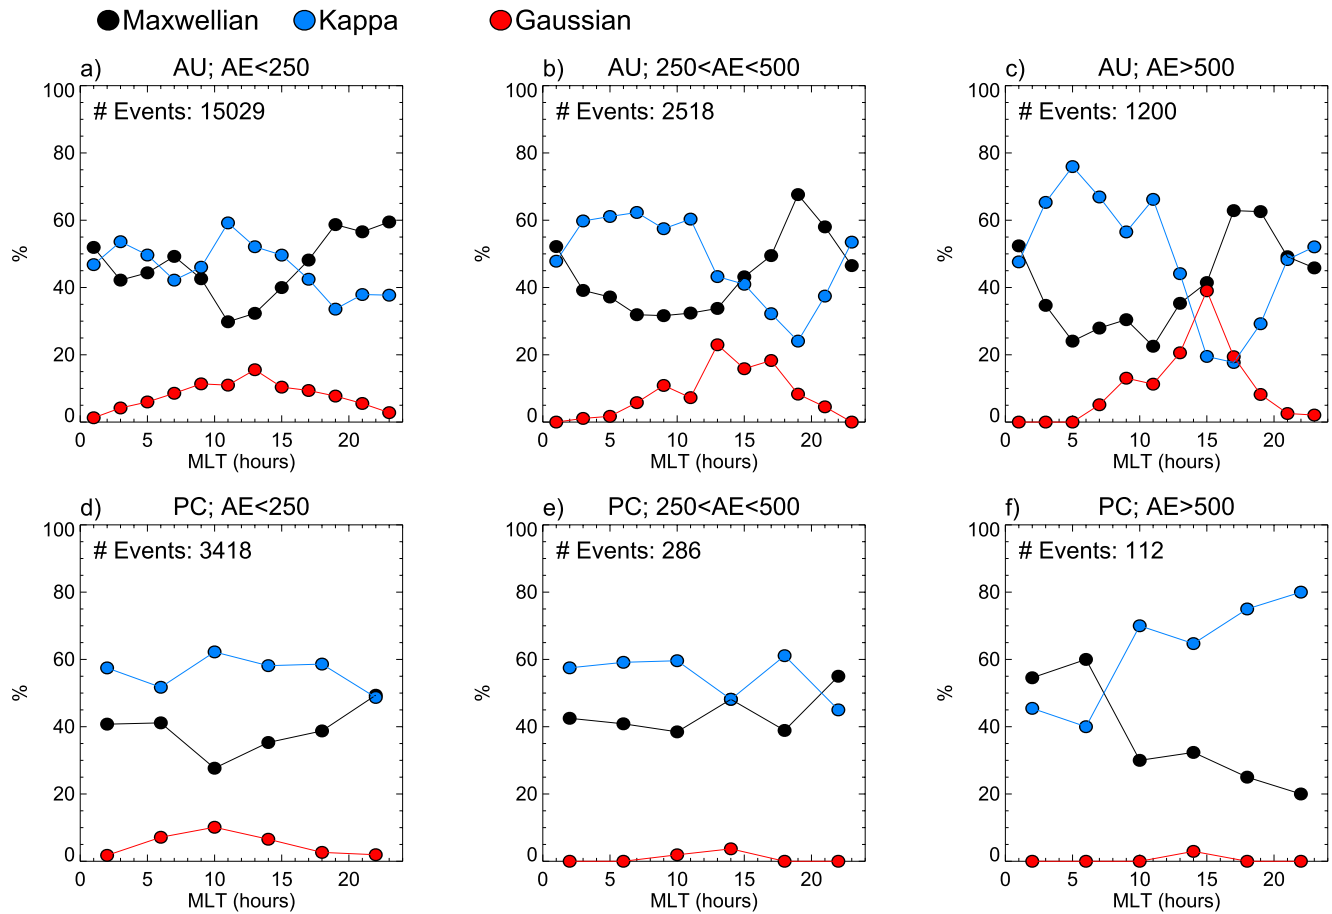 Maxwellian Kappa Gaussian
a) AU; AE<250
# Events: 15029
100
80
60
40
20
0
%
0 5 10 15 20
MLT (hours)
b) AU; 250<AE<500
# Events: 2518
100
80
60
40
20
0
%
0 5 10 15 20
MLT (hours)
c) AU; AE>500
# Events: 1200
100
80
60
40
20
0
%
0 5 10 15 20
MLT (hours)
d) PC; AE<250
# Events: 3418
100
80
60
40
20
0
%
0 5 10 15 20
MLT (hours)
e) PC; 250<AE<500
# Events: 286
100
80
60
40
20
0
%
0 5 10 15 20
MLT (hours)
f) PC; AE>500
# Events: 112
100
80
60
40
20
0
%
0 5 10 15 20
MLT (hours)